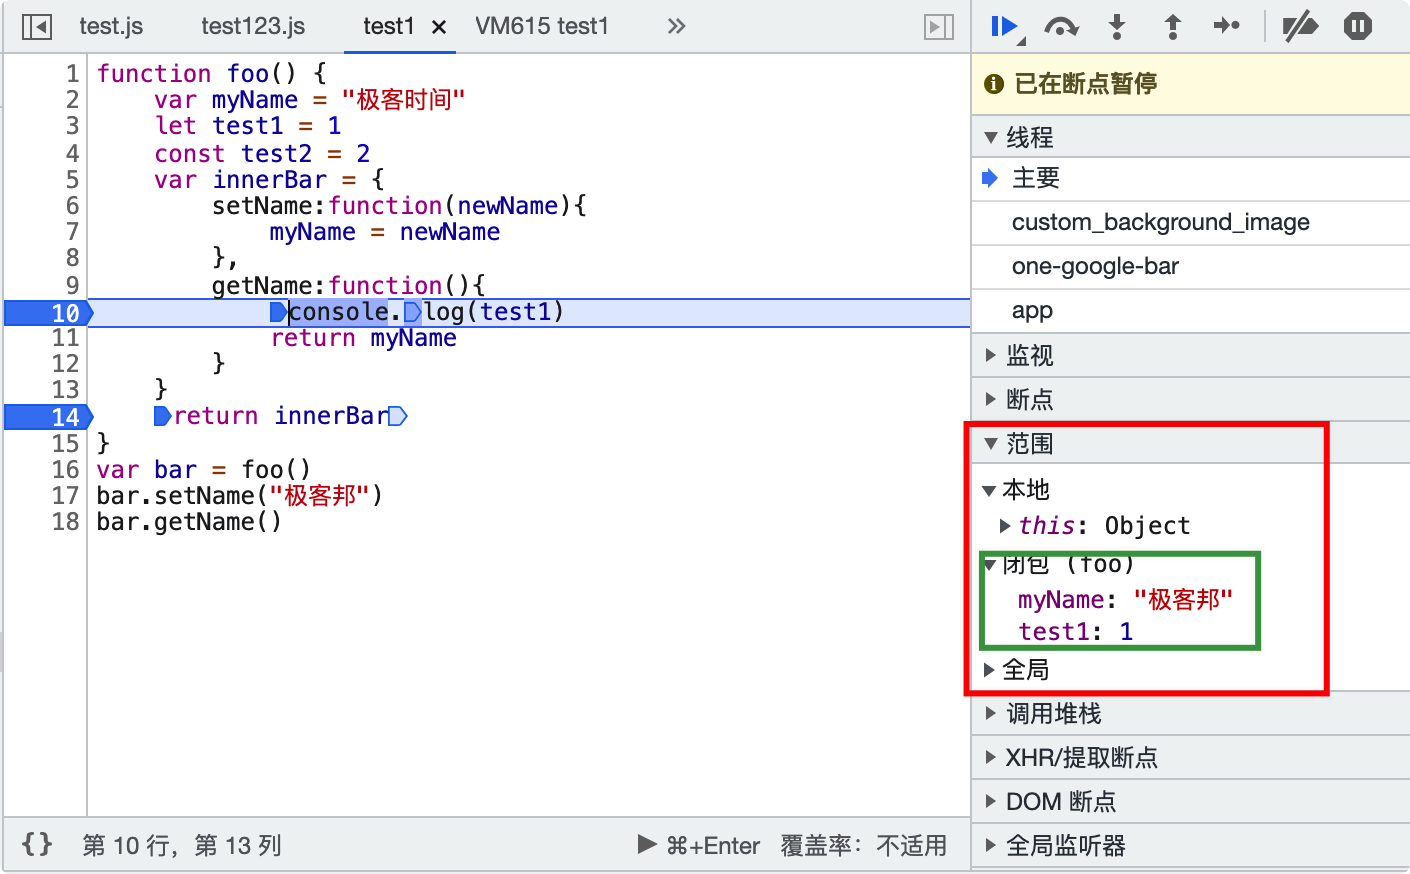 test.js test123.js test1 × VM615 test1 »
1 function foo() {
2 var myName = "极客时间"
3 let test1 = 1
4 const test2 = 2
5 var innerBar = {
6 setName:function(newName){
7 myName = newName
8 },
9 getName:function(){
10 console.log(test1)
11 return myName
12 }
13 }
14 return innerBar
15 }
16 var bar = foo()
17 bar.setName("极客邦")
18 bar.getName()
{} 第 10 行，第 13 列 ⌘+Enter 覆盖率：不适用
已在断点暂停
线程
主要
custom_background_image
one-google-bar
app
监视
断点
范围
本地
this: Object
闭包 (foo)
myName: "极客邦"
test1: 1
全局
调用堆栈
XHR/提取断点
DOM 断点
全局监听器